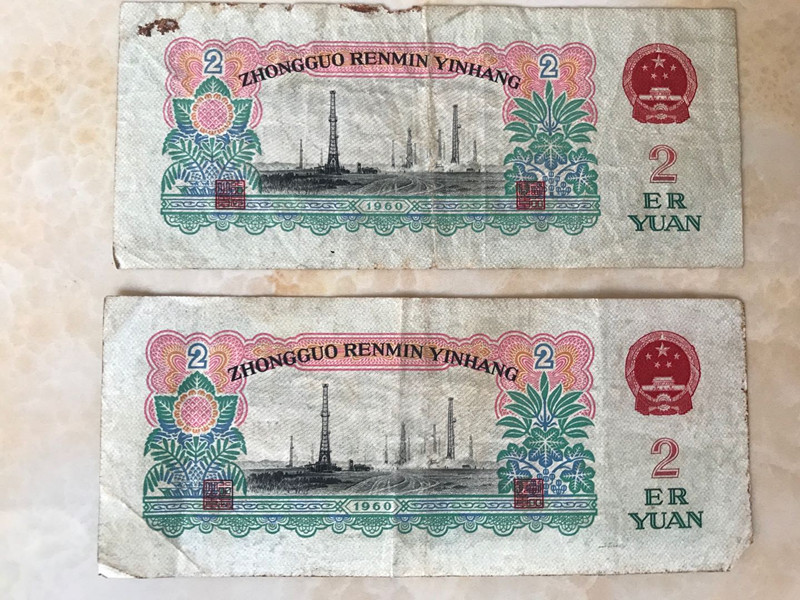 2 ZHONGGUO RENMIN YINHANG 2
2
ER
YUAN
1960
2 ZHONGGUO RENMIN YINHANG 2
2
ER
YUAN
1960